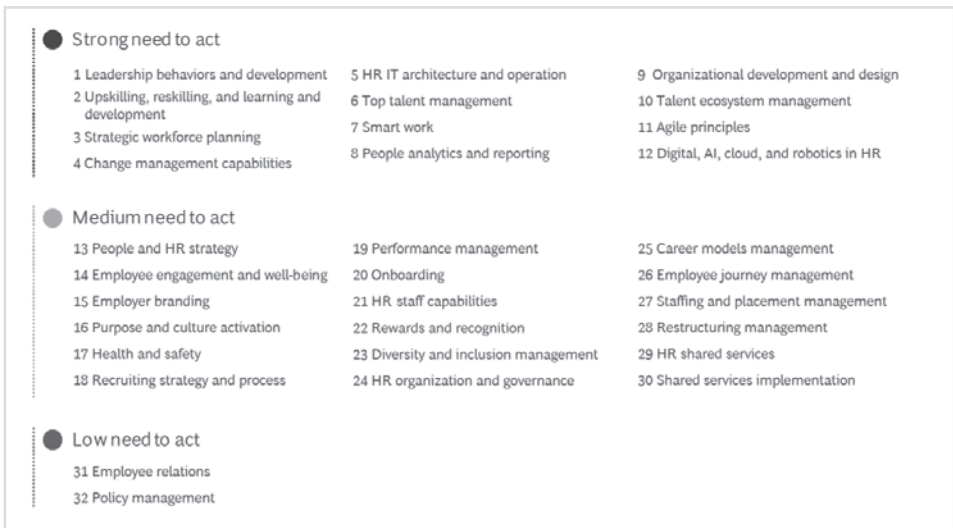 Strong need to act
1 Leadership behaviors and development
2 Upskilling, reskilling, and learning and
development
3 Strategic workforce planning
4 Change management capabilities
5 HR IT architecture and operation
6 Top talent management
7 Smart work
8 People analytics and reporting
9 Organizational development and design
10 Talent ecosystem management
11 Agile principles
12 Digital, AI, cloud, and robotics in HR
Medium need to act
13 People and HR strategy
14 Employee engagement and well-being
15 Employer branding
16 Purpose and culture activation
17 Health and safety
18 Recruiting strategy and process
19 Performance management
20 Onboarding
21 HR staff capabilities
22 Rewards and recognition
23 Diversity and inclusion management
24 HR organization and governance
25 Career models management
26 Employee journey management
27 Staffing and placement management
28 Restructuring management
29 HR shared services
30 Shared services implementation
Low need to act
31 Employee relations
32 Policy management